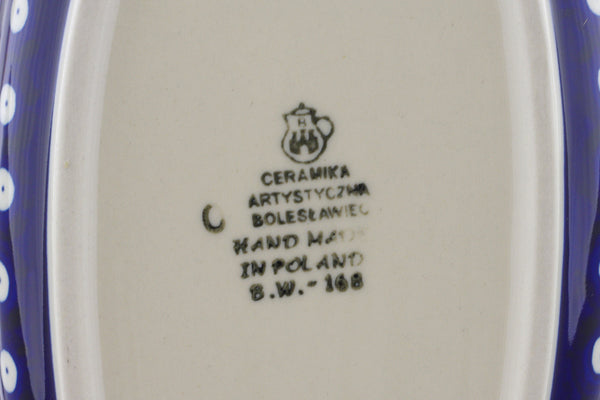 B
CERAMIKA
ARTYSTYCZNA
BOLESŁAWIEC
C
HAND MADE
IN POLAND
B.W.-168